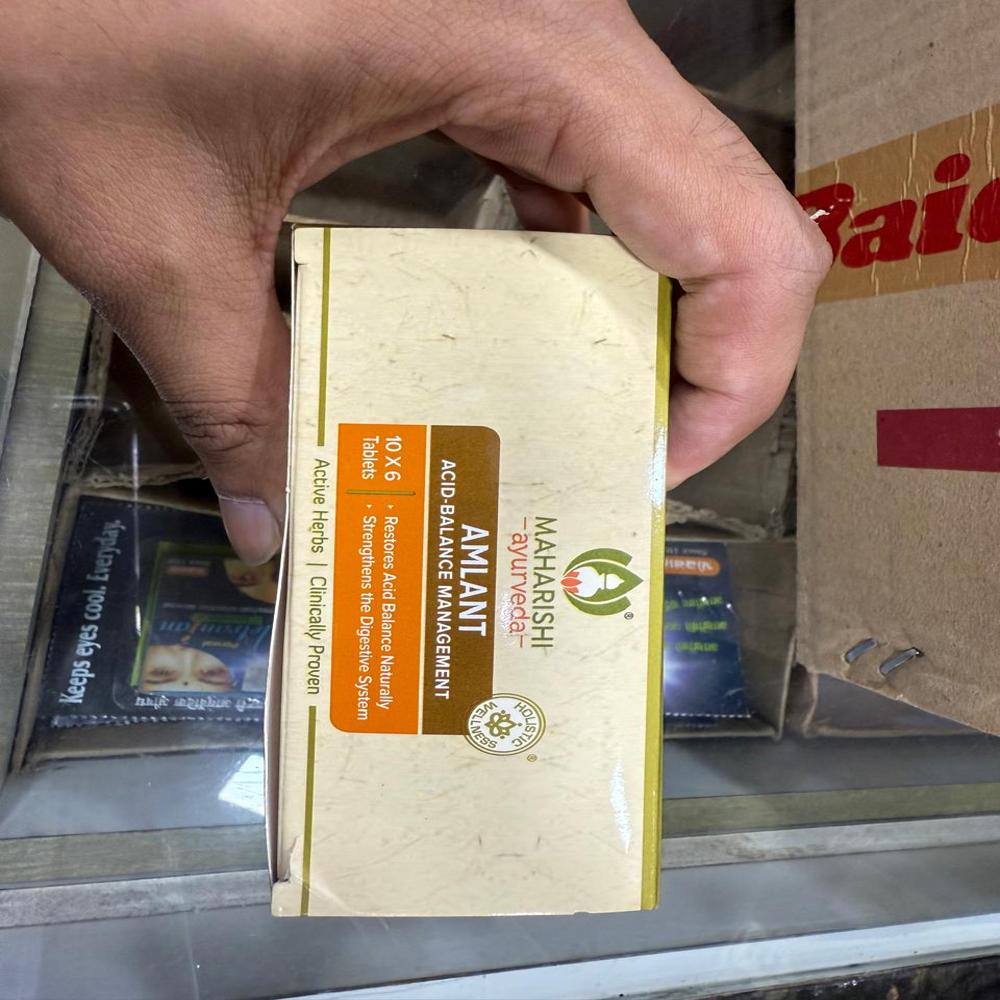 MAHARISHI
-ayurveda-
®
HOLISTIC
WELLNESS
®
AMLANT
ACID-BALANCE MANAGEMENT
10 X 6
Tablets
‣ Restores Acid Balance Naturally
‣ Strengthens the Digestive System
Active Herbs | Clinically Proven
Keeps eyes cool. Everyday.